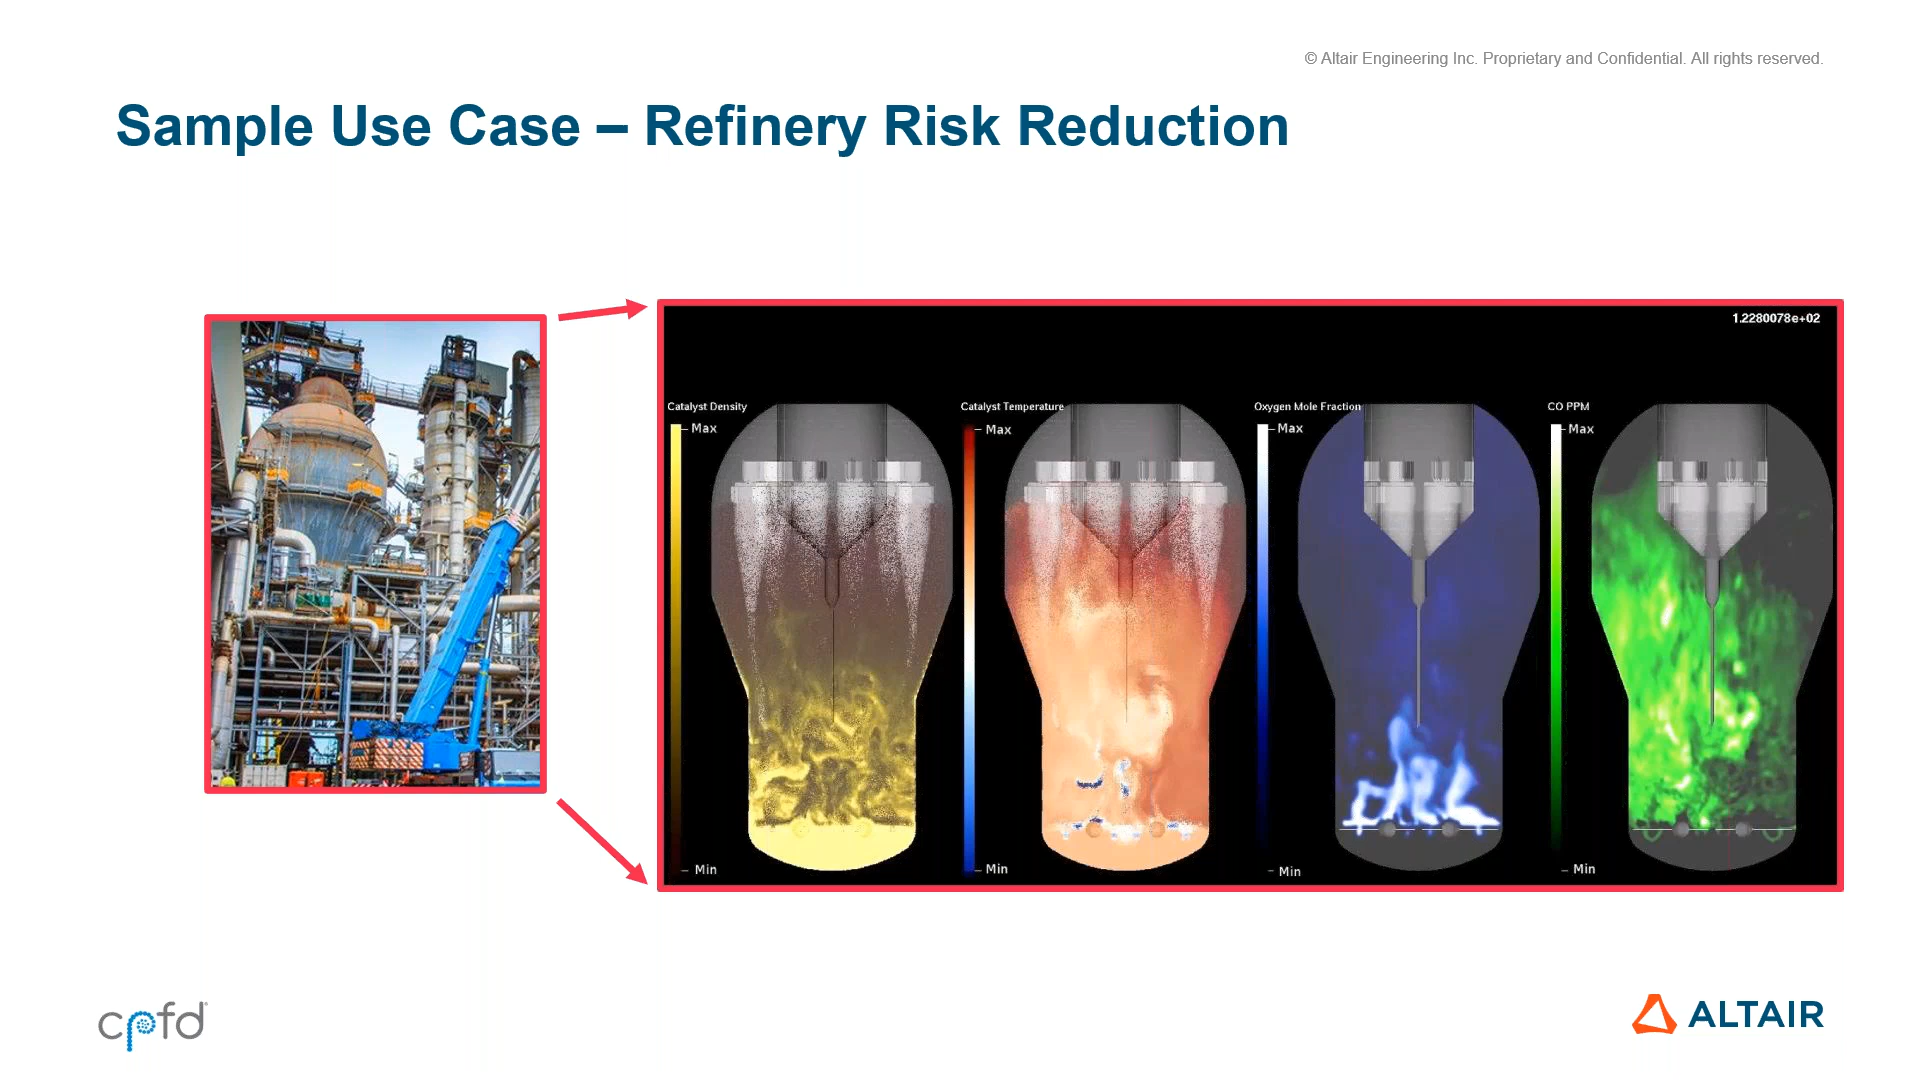 © Altair Engineering Inc. Proprietary and Confidential. All rights reserved.
Sample Use Case – Refinery Risk Reduction
1.2280078e+02
Catalyst Density
Max
Min
Catalyst Temperature
Max
Min
Oxygen Mole Fraction
Max
Min
CO PPM
Max
Min
cpfd
ALTAIR